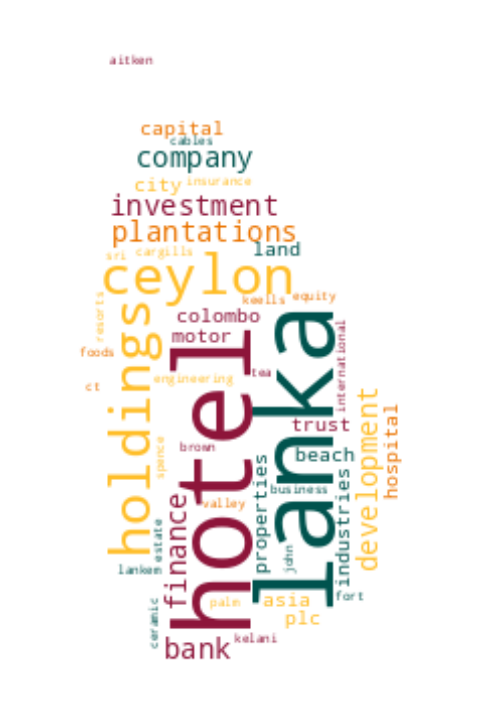 aitken
capital
cables
company
city insurance
investment
plantations
land
sri cargills
ceylon
keells equity
resorts
colombo
motor
holdings
hotel
lanka
international
foods
tea
ct
engineering
trust
development
hospital
brown
spence
beach
properties
business
industries
valley
finance
estate
john
lankem
palm
asia
fort
plc
ceramic
bank
kelani